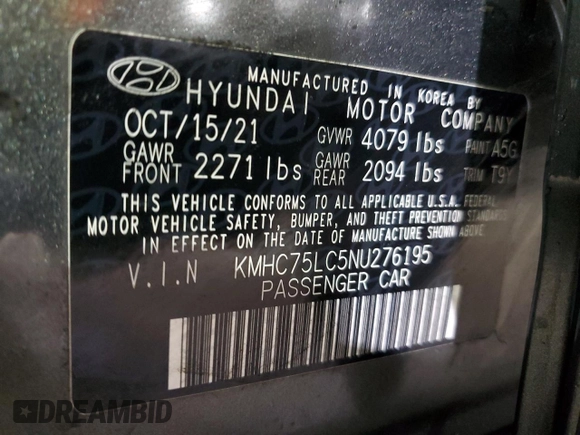 MANUFACTURED IN KOREA BY
HYUNDAI MOTOR COMPANY
OCT/15/21 GVWR 4079 lbs PAINT A5G
GAWR FRONT 2271 lbs GAWR REAR 2094 lbs TRIM T9Y
THIS VEHICLE CONFORMS TO ALL APPLICABLE U.S.A. FEDERAL
MOTOR VEHICLE SAFETY, BUMPER, AND THEFT PREVENTION STANDARDS
IN EFFECT ON THE DATE OF MANUFACTURE SHOWN ABOVE
V.I.N KMHC75LC5NU276195
PASSENGER CAR
DREAMBID